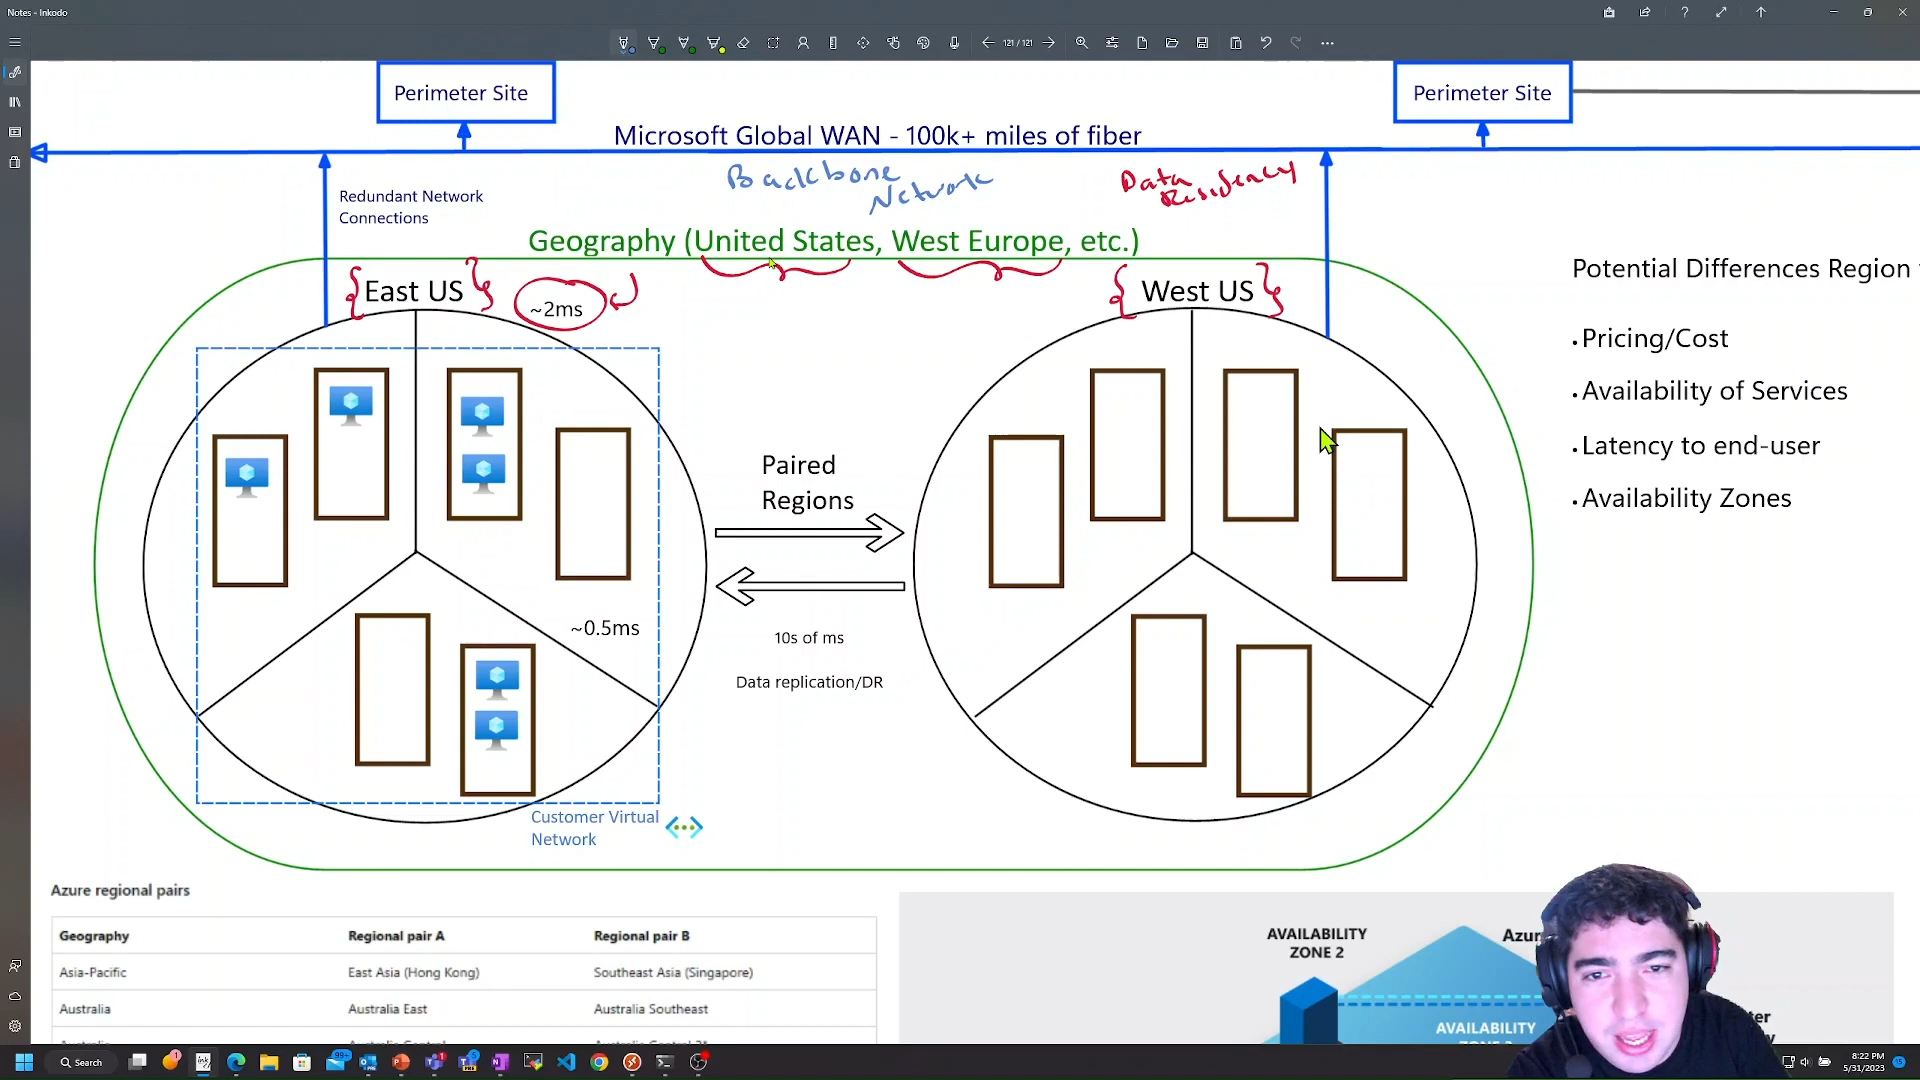 Notes - Inkodo
121 / 121
Perimeter Site
Perimeter Site
Microsoft Global WAN - 100k+ miles of fiber
Backbone
Network
Data
Residency
Redundant Network
Connections
Geography (United States, West Europe, etc.)
East US
~2ms
West US
Potential Differences Region
• Pricing/Cost
• Availability of Services
• Latency to end-user
• Availability Zones
Paired
Regions
10s of ms
Data replication/DR
~0.5ms
Customer Virtual
Network
Azure regional pairs
Geography Regional pair A Regional pair B
Asia-Pacific East Asia (Hong Kong) Southeast Asia (Singapore)
Australia Australia East Australia Southeast
AVAILABILITY
ZONE 2
AVAILABILITY
Search
99+
8:22 PM
5/31/2023